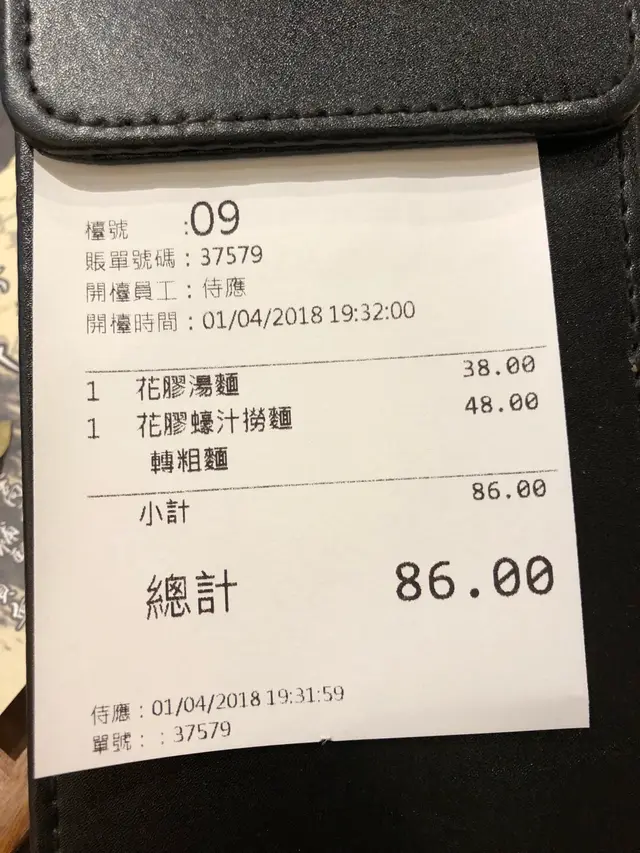 檯號 :09
賬單號碼：37579
開檯員工：侍應
開檯時間：01/04/2018 19:32:00
1 花膠湯麵 38.00
1 花膠蠔汁撈麵 48.00
轉粗麵
小計 86.00
總計 86.00
侍應：01/04/2018 19:31:59
單號：: 37579